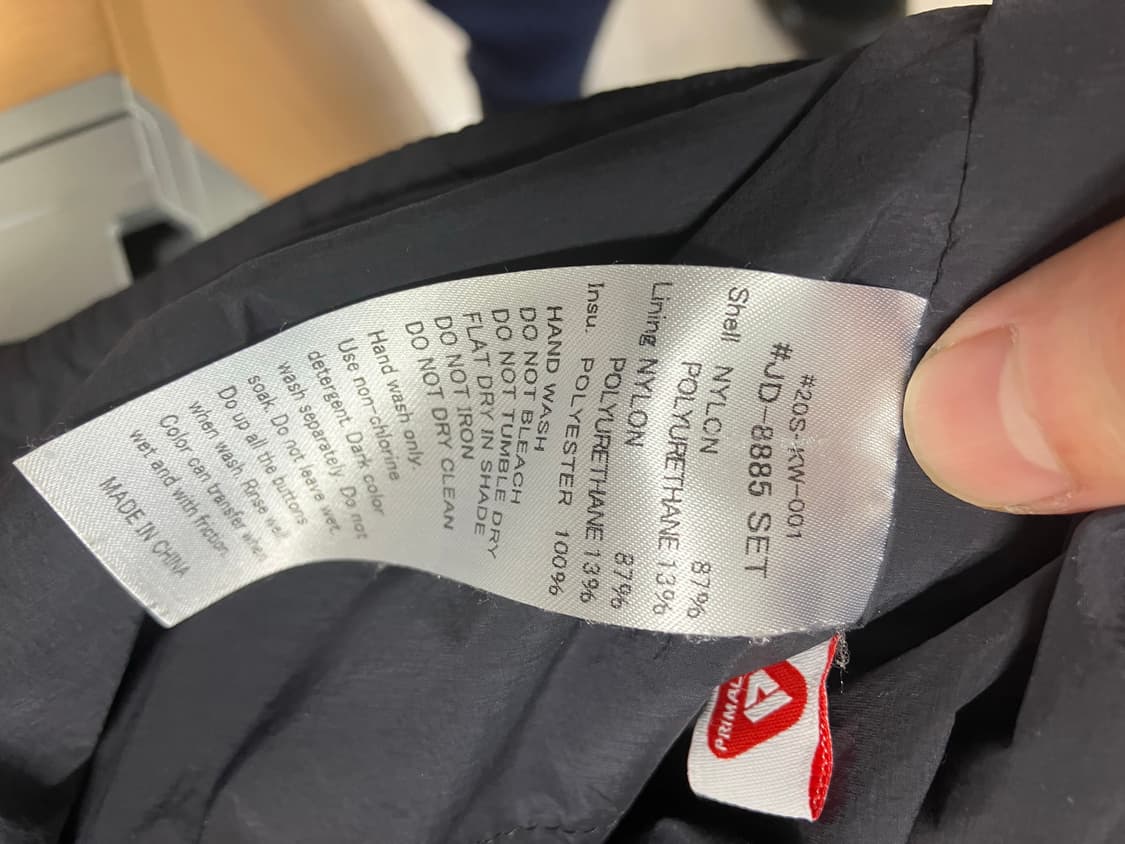 #20S-KW-001
#JD-8885 SET
Shell NYLON 87%
POLYURETHANE 13%
Lining NYLON 87%
POLYURETHANE 13%
Insu. POLYESTER 100%
HAND WASH
DO NOT BLEACH
DO NOT TUMBLE DRY
FLAT DRY IN SHADE
DO NOT IRON
DO NOT DRY CLEAN
Hand wash only.
Use non-chlorine
detergent. Dark color
wash separately. Do not
soak. Do not leave wet.
Do up all the buttons
when wash. Rinse well
Color can transfer when
wet and with friction.
MADE IN CHINA
PRIMAL